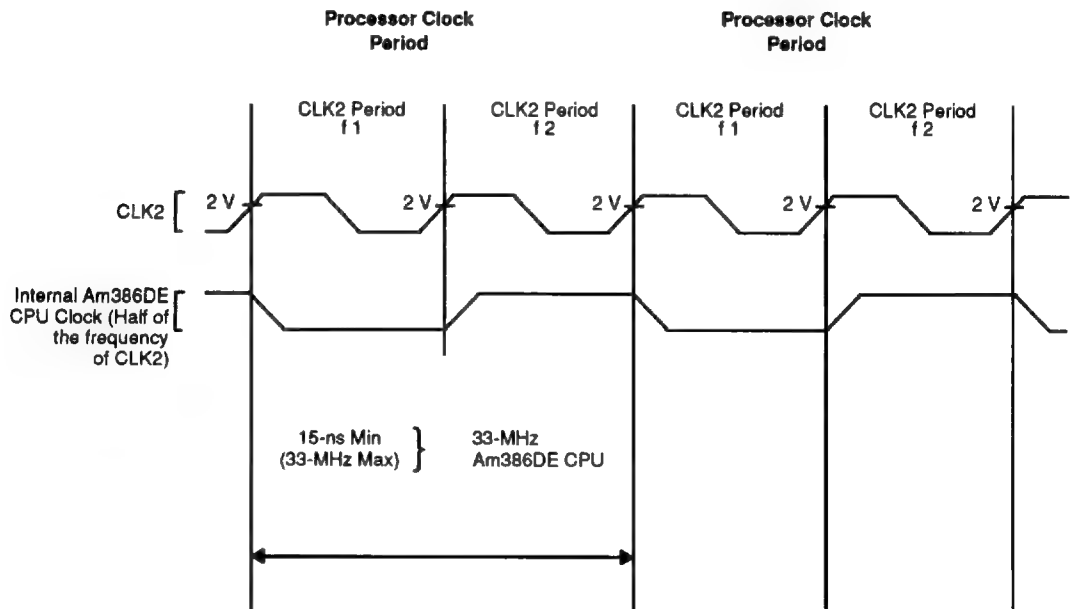 Processor Clock
Period
Processor Clock
Period
CLK2 Period
f 1
CLK2 Period
f 2
CLK2 Period
f 1
CLK2 Period
f 2
CLK2
2 V
2 V
2 V
2 V
2 V
Internal Am386DE
CPU Clock (Half of
the frequency
of CLK2)
15-ns Min
(33-MHz Max)
33-MHz
Am386DE CPU